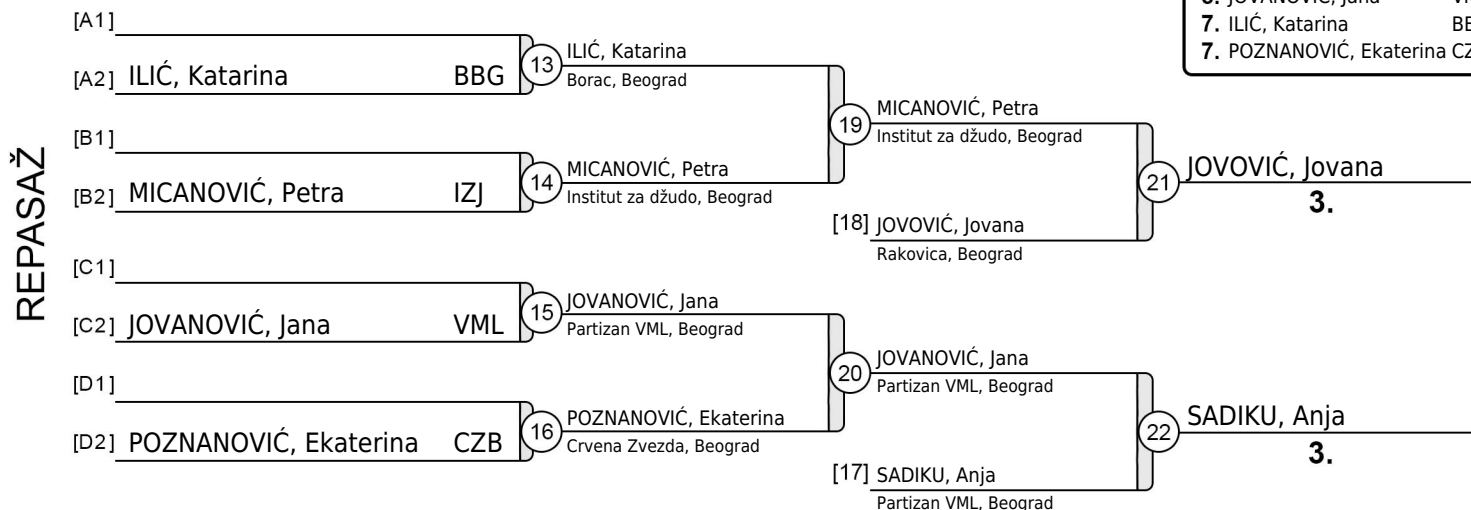 JOVANOVIĆ, Jana
7. ILIĆ, Katarina
7. POZNANOVIĆ, Ekaterina
REPASAŽ
[A1]
[A2] ILIĆ, Katarina BBG
13
ILIĆ, Katarina
Borac, Beograd
[B1]
[B2] MICANOVIĆ, Petra IZJ
14
MICANOVIĆ, Petra
Institut za džudo, Beograd
19
MICANOVIĆ, Petra
Institut za džudo, Beograd
[18] JOVOVIĆ, Jovana
Rakovica, Beograd
21
JOVOVIĆ, Jovana
3.
[C1]
[C2] JOVANOVIĆ, Jana VML
15
JOVANOVIĆ, Jana
Partizan VML, Beograd
[D1]
[D2] POZNANOVIĆ, Ekaterina CZB
16
POZNANOVIĆ, Ekaterina
Crvena Zvezda, Beograd
20
JOVANOVIĆ, Jana
Partizan VML, Beograd
[17] SADIKU, Anja
Partizan VML, Beograd
22
SADIKU, Anja
3.